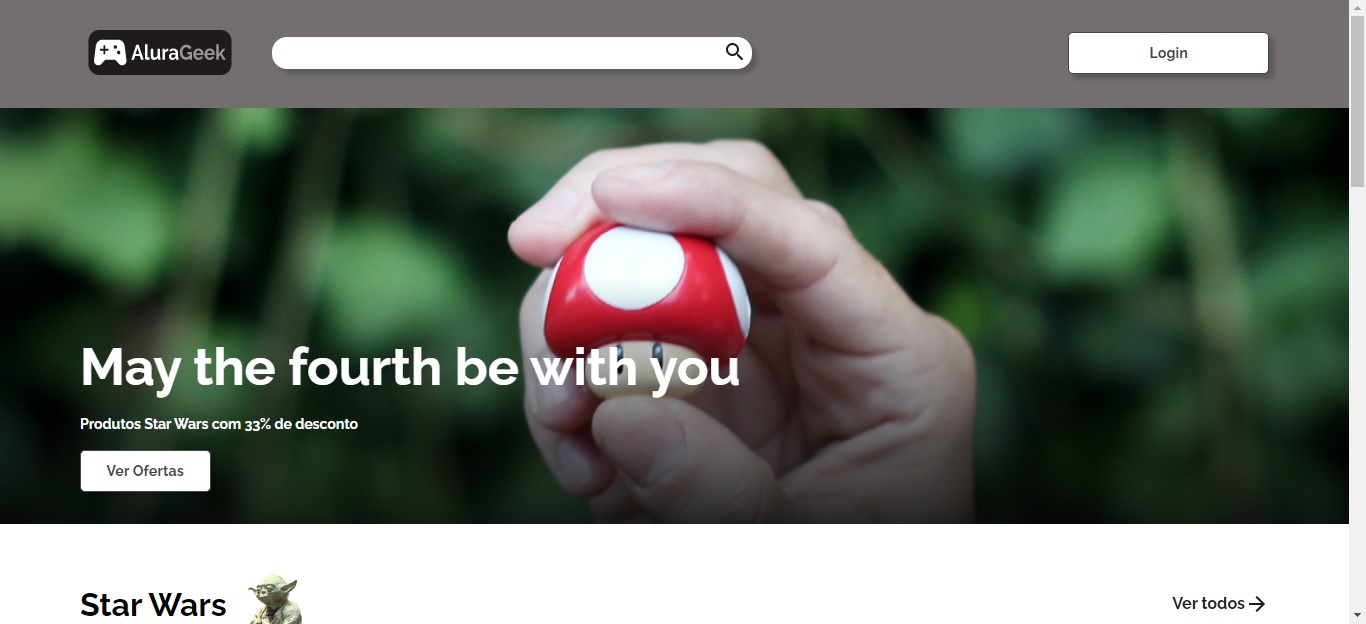 AluraGeek
Login
May the fourth be with you
Produtos Star Wars com 33% de desconto
Ver Ofertas
Star Wars
Ver todos